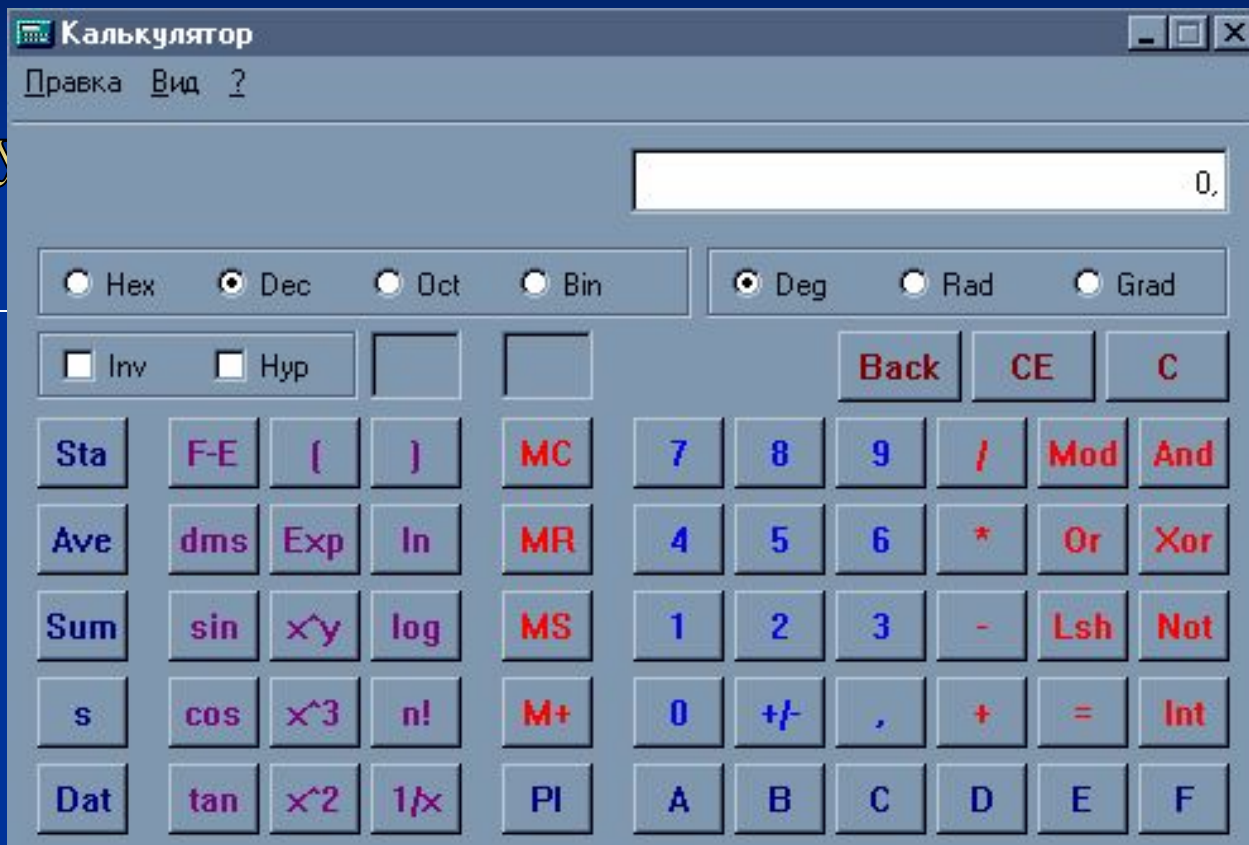 Калькулятор
Правка Вид ?
у
0,
Hex Dec Oct Bin Deg Rad Grad
Inv Hyp Back CE C
Sta F-E ( ) MC 7 8 9 / Mod And
Ave dms Exp ln MR 4 5 6 * Or Xor
Sum sin x^y log MS 1 2 3 - Lsh Not
s cos x^3 n! M+ 0 +/- , + = Int
Dat tan x^2 1/x PI A B C D E F